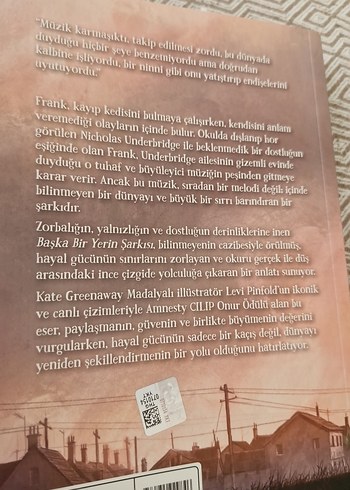 "Müzik karmaşıktı, takip edilmesi zordu, bu dünyada
duyduğu hiçbir şeye benzemiyordu ama doğrudan
kalbine işliyordu, bir ninni gibi onu yatıştırıp endişelerini
uyutuyordu."
Frank, kayıp kedisini bulmaya çalışırken, kendisini anlam
veremediği olayların içinde bulur. Okulda dışlanıp hor
görülen Nicholas Underbridge ile beklentmedik bir dostluğun
eşiğinde olan Frank, Underbridge ailesinin gizemli evinde
duyduğu o tuhaf ve büyüleyici müziğin peşinden gitmeye
karar verir. Ancak bu müzik, sıradan bir melodi değil; içinde
bilinmeyen bir dünyayı ve büyük bir sırrı barındıran bir
şarkıdır.
Zorbalığın, yalnızlığın ve dostluğun derinliklerine inen
Başka Bir Yerin Şarkısı, bilinmeyenin cazibesiyle örülmüş,
hayal gücünün sınırlarını zorlayan ve okuru gerçek ile düş
arasındaki ince çizgide yolculuğa çıkaran bir anlatı sunuyor.
Kate Greenaway Madalyalı illüstratör Levi Pinfold'un ikonik
ve canlı çizimleriyle Amnesty CILIP Onur Ödülü alan bu
eser, paylaşmanın, güvenin ve birlikte büyümenin değerini
vurgularken, hayal gücünün sadece bir kaçış değil, dünyayı
yeniden şekillendirmenin bir yolu olduğunu hatırlatıyor.